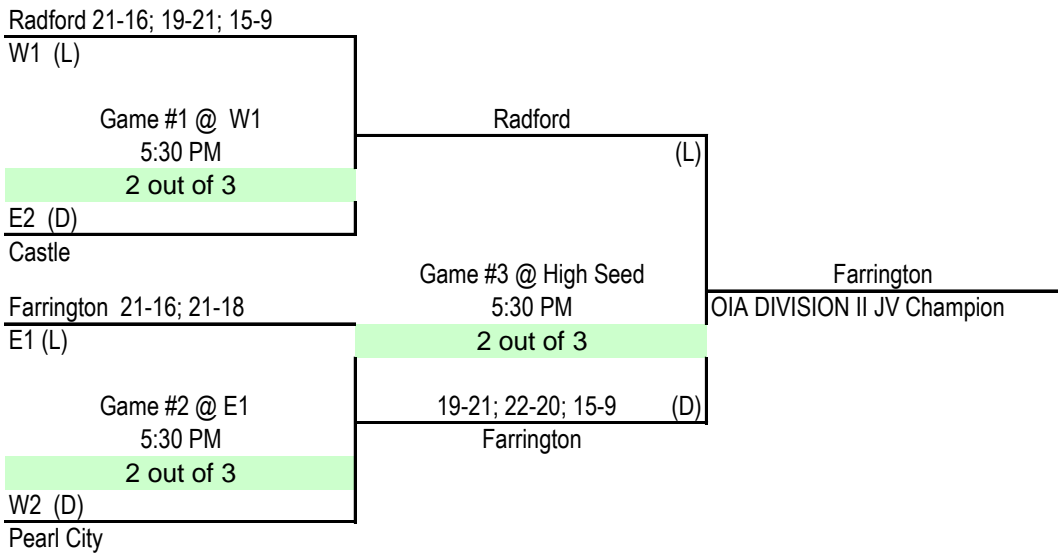 Radford 21-16; 19-21; 15-9
W1 (L)
Game #1 @ W1
5:30 PM
2 out of 3
E2 (D)
Castle
Farrington 21-16; 21-18
E1 (L)
Game #2 @ E1
5:30 PM
2 out of 3
W2 (D)
Pearl City
Radford
(L)
Game #3 @ High Seed
5:30 PM
2 out of 3
19-21; 22-20; 15-9 (D)
Farrington
Farrington
OIA DIVISION II JV Champion